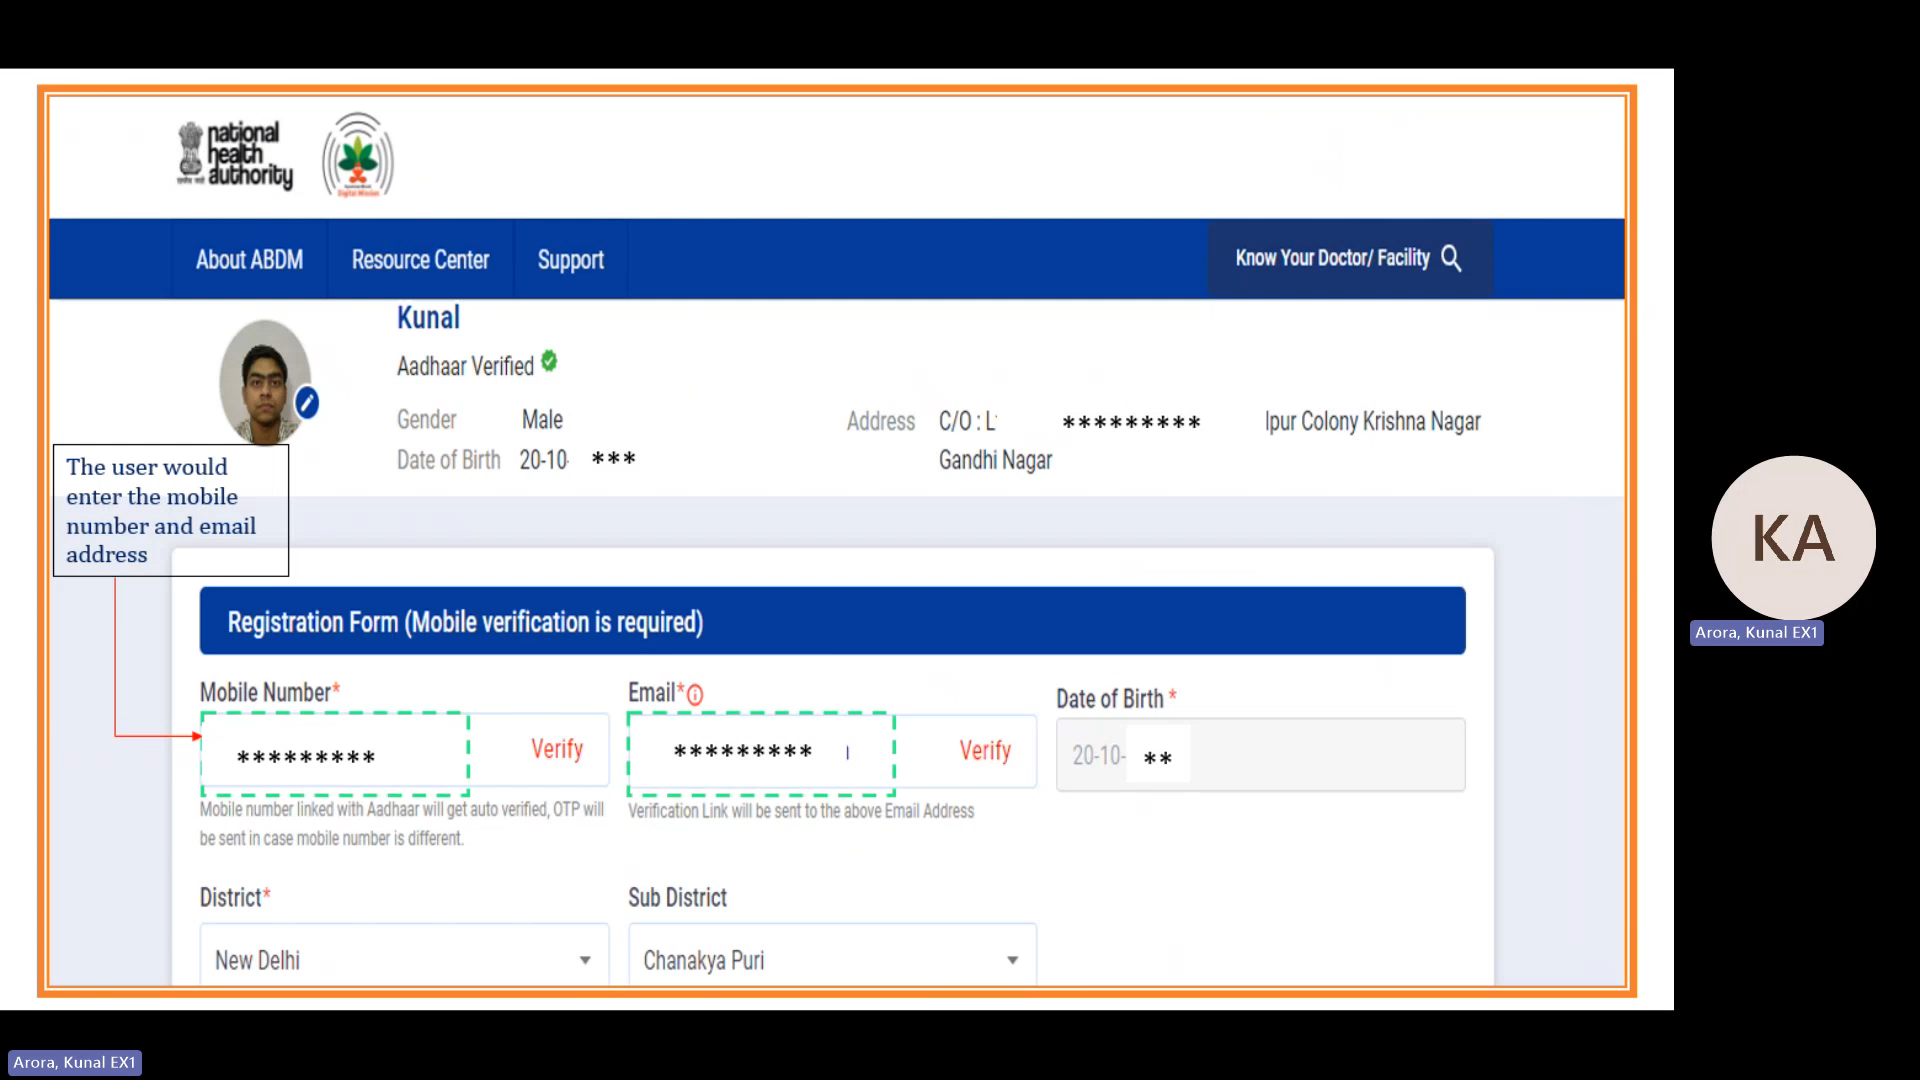 national
health
authority
Digital Mission
About ABDM
Resource Center
Support
Know Your Doctor/ Facility
Kunal
Aadhaar Verified
Gender Male
Address C/O : L ********* lpur Colony Krishna Nagar
Date of Birth 20-10- ***
Gandhi Nagar
The user would
enter the mobile
number and email
address
Registration Form (Mobile verification is required)
Mobile Number*
Email*
Date of Birth *
********* Verify
********* Verify
20-10- **
Mobile number linked with Aadhaar will get auto verified, OTP will
be sent in case mobile number is different.
Verification Link will be sent to the above Email Address
District*
Sub District
New Delhi
Chanakya Puri
KA
Arora, Kunal EX1
Arora, Kunal EX1